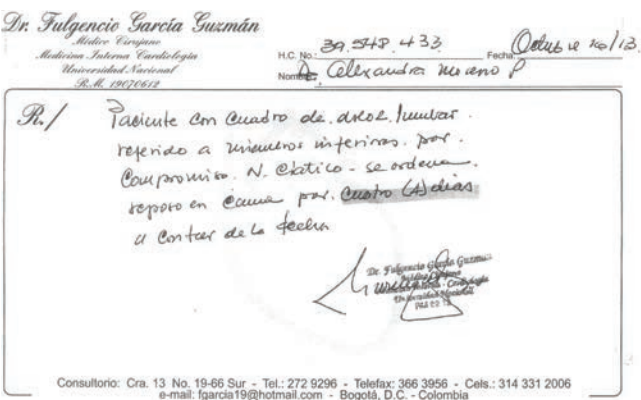 Dr. Fulgencio García Guzmán
Médico Cirujano
Medicina Interna Cardiología
Universidad Nacional
R.M. 19070612
H.C. No.: 39.548.433 Fecha: Octubre 20/13.
Nombre: Alexandra Moreno P
R./
Paciente con cuadro de dolor lumbar.
referido a miembros inferiores. por.
Compromiso. N. Ciático - se ordena
reposo en cama por. Cuatro (4) días
a contar de la fecha
Dr. Fulgencio García Guzmán
Consultorio: Cra. 13 No. 19-66 Sur - Tel.: 272 9296 - Telefax: 366 3956 - Cels.: 314 331 2006
e-mail: fgarcia19@hotmail.com - Bogotá, D.C. - Colombia